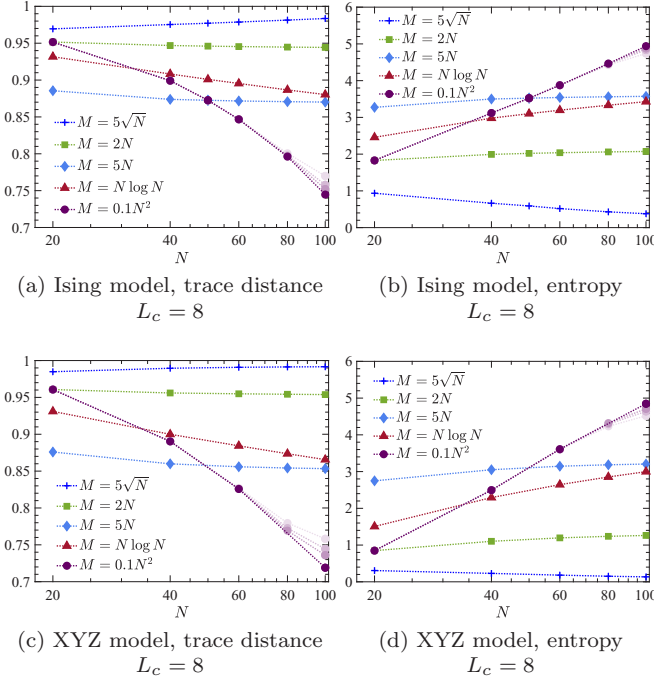 1
0.95
0.9
0.85
0.8
0.75
0.7
M = 5√N
M = 2N
M = 5N
M = N log N
M = 0.1N²
20 40 60 80 100
N
(a) Ising model, trace distance
L_c = 8
6
5
4
3
2
1
0
M = 5√N
M = 2N
M = 5N
M = N log N
M = 0.1N²
20 40 60 80 100
N
(b) Ising model, entropy
L_c = 8
1
0.95
0.9
0.85
0.8
0.75
0.7
M = 5√N
M = 2N
M = 5N
M = N log N
M = 0.1N²
20 40 60 80 100
N
(c) XYZ model, trace distance
L_c = 8
6
5
4
3
2
1
0
M = 5√N
M = 2N
M = 5N
M = N log N
M = 0.1N²
20 40 60 80 100
N
(d) XYZ model, entropy
L_c = 8